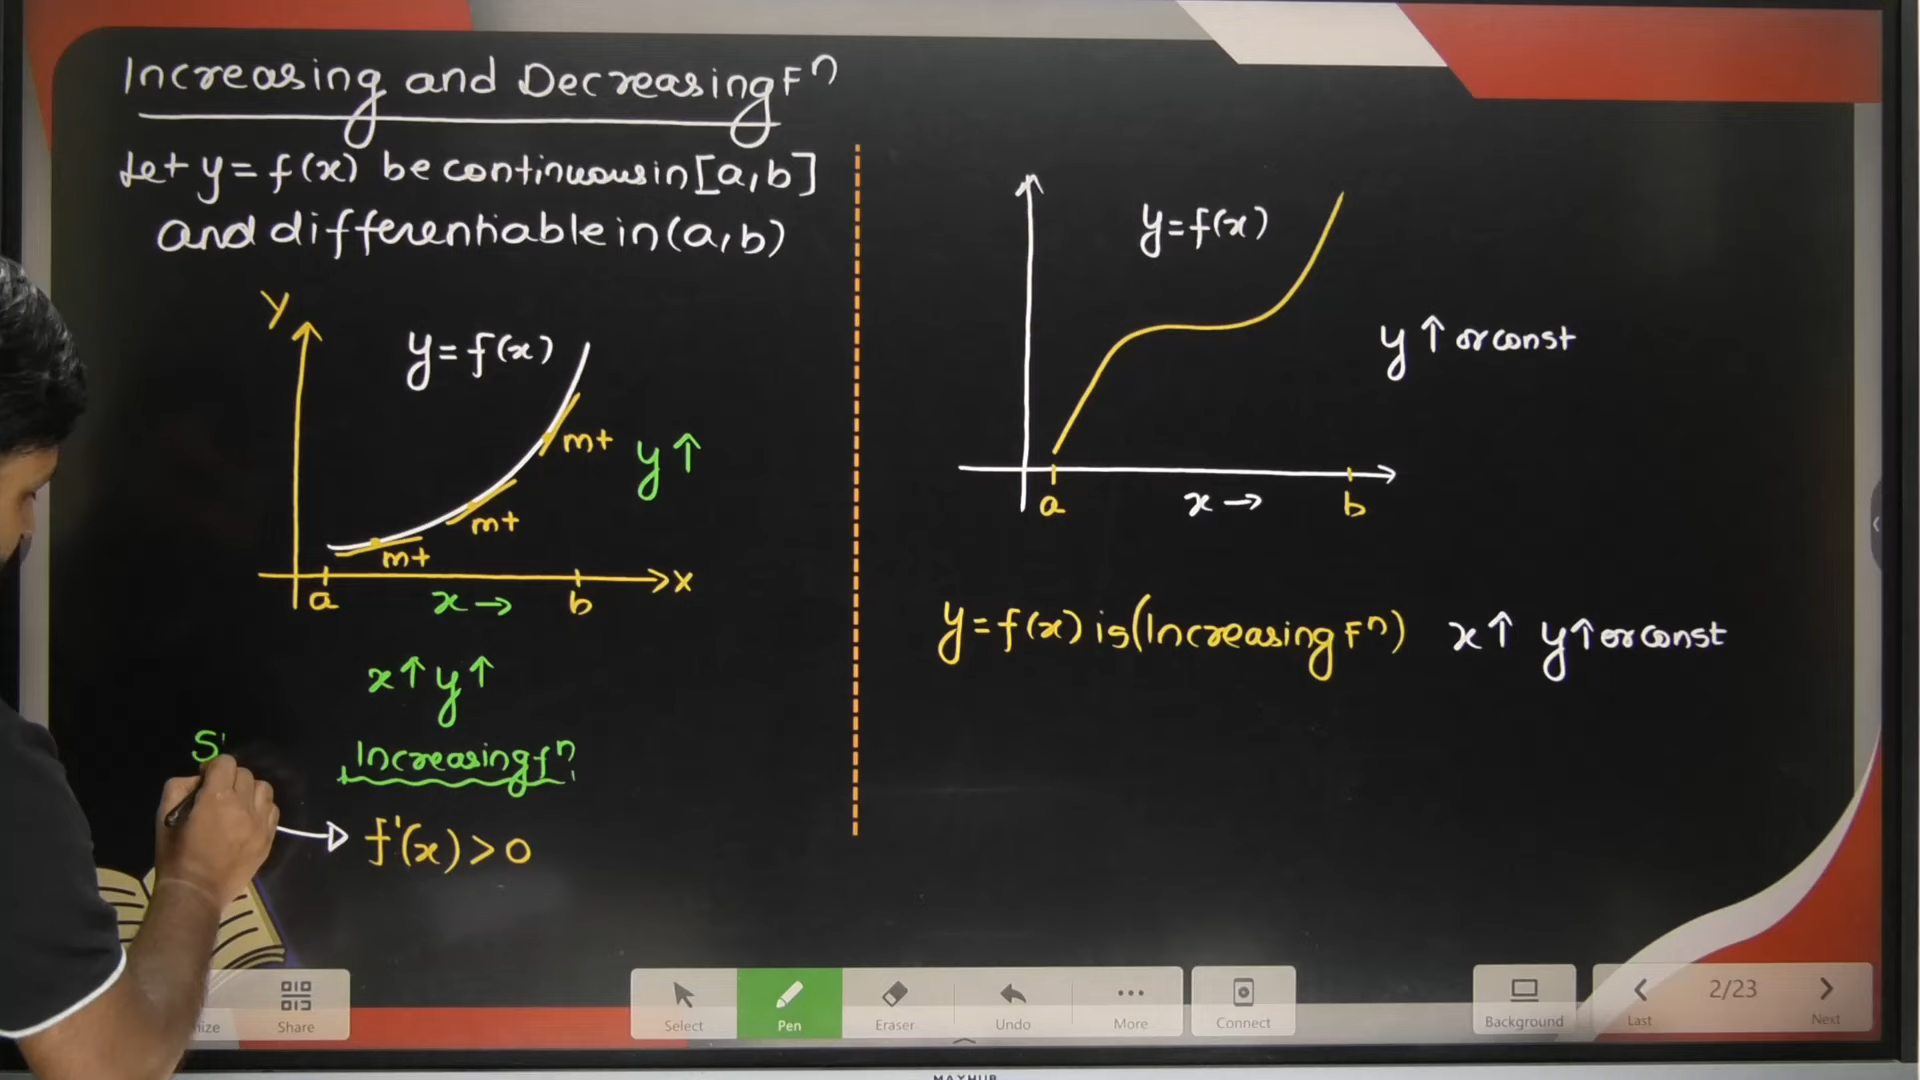 Increasing and Decreasing Fⁿ
Let y = f(x) be continuous in [a,b]
and differentiable in (a,b)
Y
y = f(x)
m+
y↑
m+
m+
a
x →
b
X
x↑ y↑
Increasing fⁿ
f'(x) > 0
y = f(x)
y ↑ or const
a
x →
b
y = f(x) is (Increasing Fⁿ) x↑ y↑ or const
Share
Select
Pen
Eraser
Undo
More
Connect
Background
Last
2/23
Next